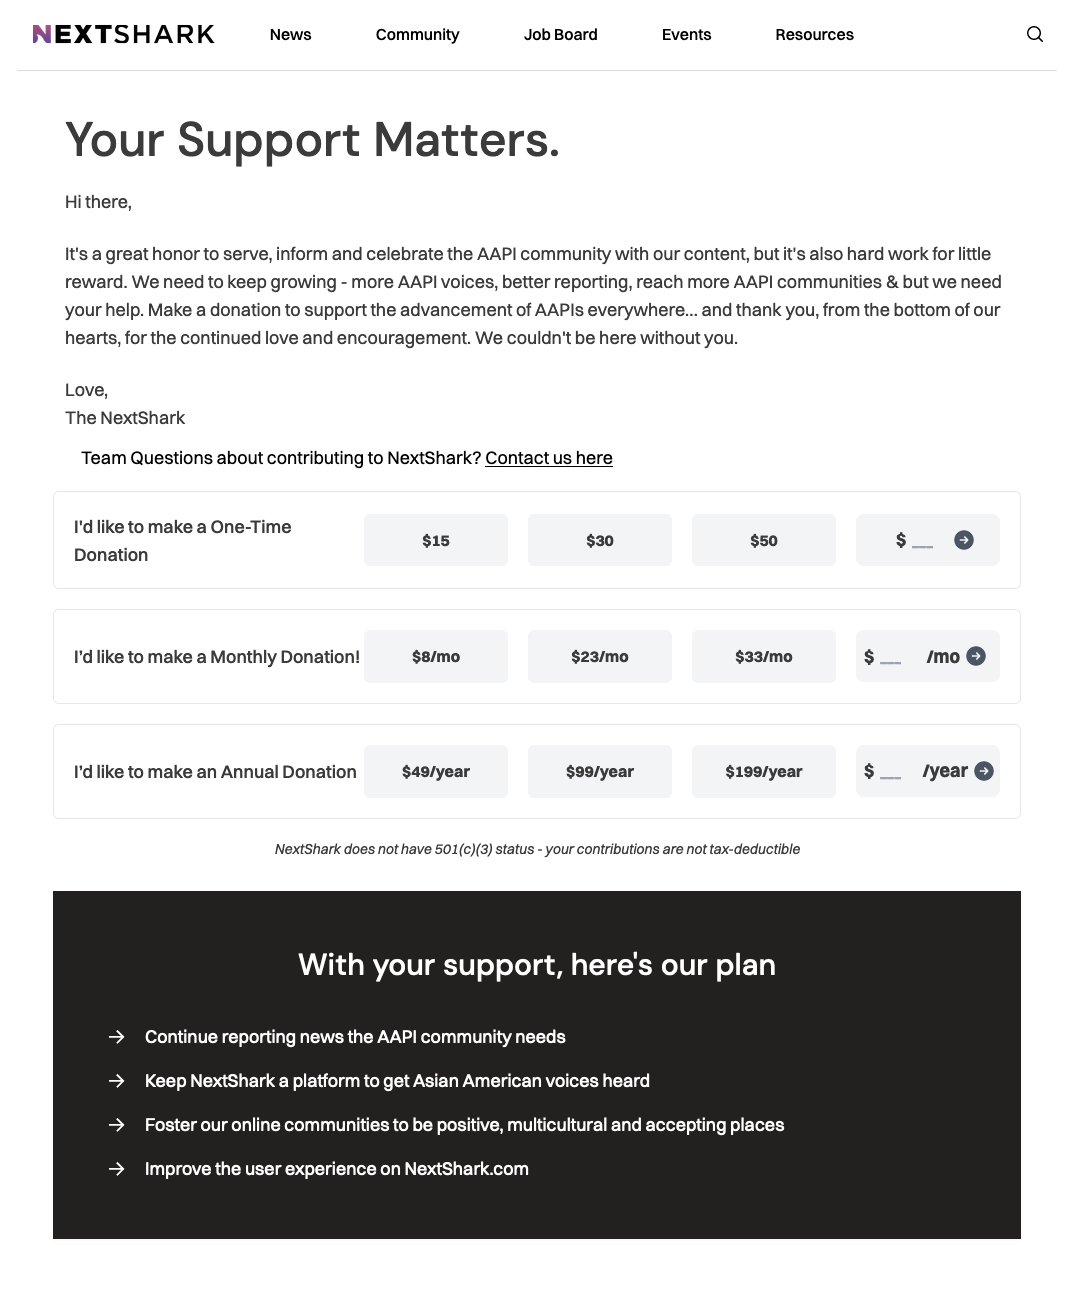 NEXTSHARK
News
Community
Job Board
Events
Resources
Your Support Matters.
Hi there,
It's a great honor to serve, inform and celebrate the AAPI community with our content, but it's also hard work for little
reward. We need to keep growing - more AAPI voices, better reporting, reach more AAPI communities & but we need
your help. Make a donation to support the advancement of AAPIs everywhere... and thank you, from the bottom of our
hearts, for the continued love and encouragement. We couldn't be here without you.
Love,
The NextShark
Team Questions about contributing to NextShark? Contact us here
I'd like to make a One-Time
Donation
$15
$30
$50
$ __
I'd like to make a Monthly Donation!
$8/mo
$23/mo
$33/mo
$ __ /mo
I'd like to make an Annual Donation
$49/year
$99/year
$199/year
$ __ /year
NextShark does not have 501(c)(3) status - your contributions are not tax-deductible
With your support, here's our plan
Continue reporting news the AAPI community needs
Keep NextShark a platform to get Asian American voices heard
Foster our online communities to be positive, multicultural and accepting places
Improve the user experience on NextShark.com